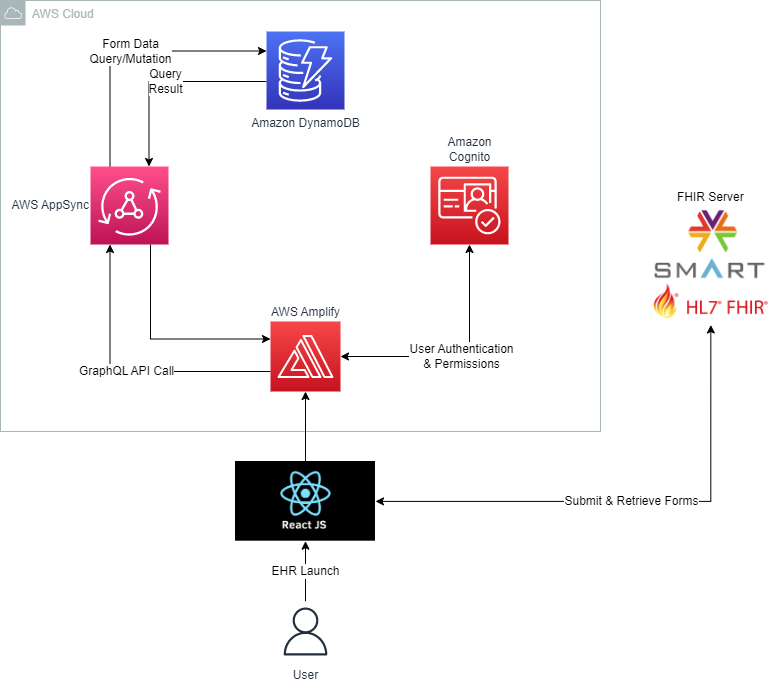 AWS Cloud
Form Data
Query/Mutation
Query
Result
Amazon DynamoDB
Amazon
Cognito
AWS AppSync
FHIR Server
SMART
HL7® FHIR®
AWS Amplify
User Authentication
& Permissions
GraphQL API Call
React JS
Submit & Retrieve Forms
EHR Launch
User